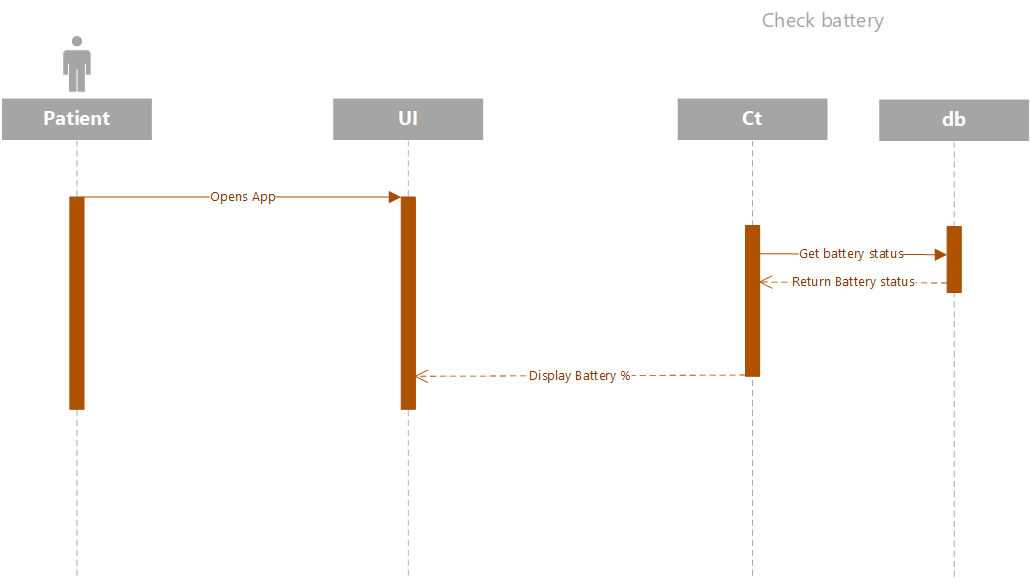 Check battery
Patient
UI
Ct
db
Opens App
Get battery status
Return Battery status
Display Battery %